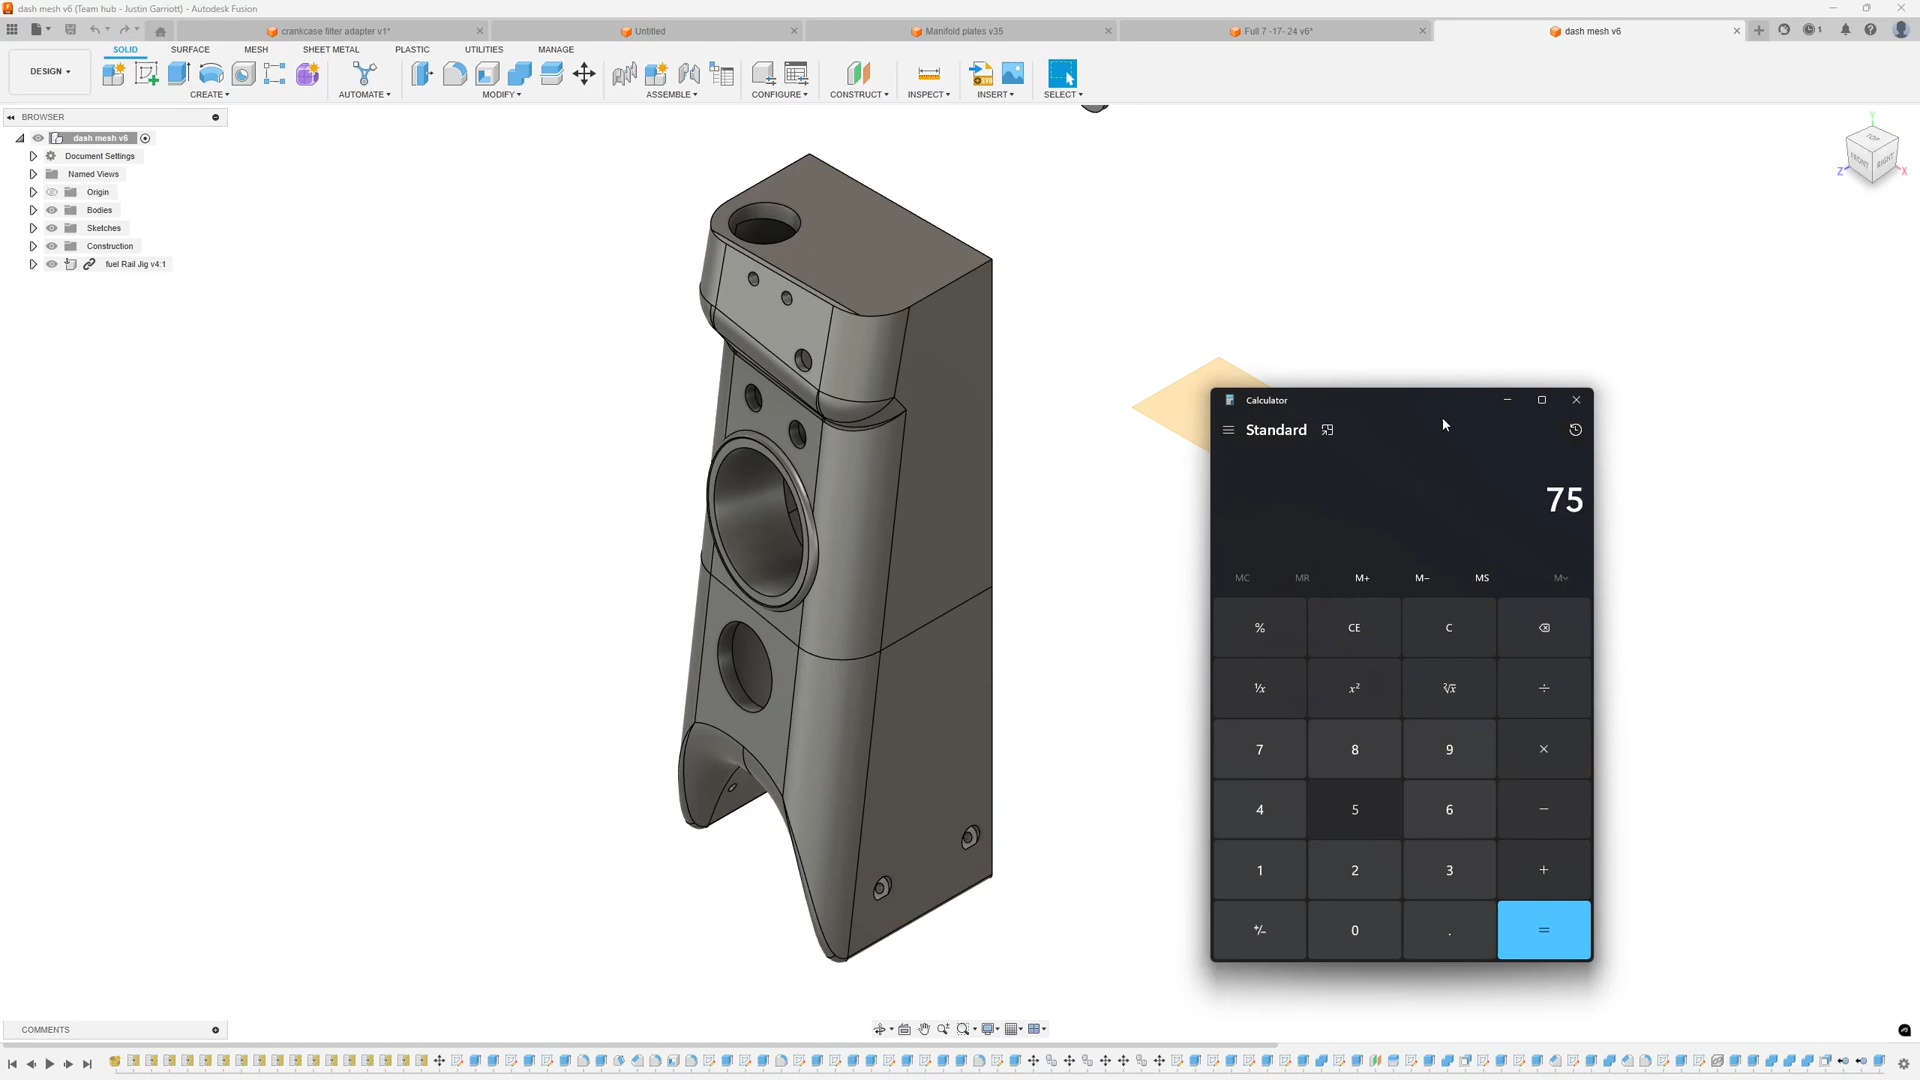 dash mesh v6 (Team hub - Justin Garriott) - Autodesk Fusion
crankcase filter adapter v1*
Untitled
Manifold plates v35
Full 7 -17- 24 v6*
dash mesh v6
1
SOLID
SURFACE
MESH
SHEET METAL
PLASTIC
UTILITIES
MANAGE
DESIGN
CREATE
AUTOMATE
MODIFY
ASSEMBLE
CONFIGURE
CONSTRUCT
INSPECT
INSERT
SELECT
BROWSER
dash mesh v6
Document Settings
Named Views
Origin
Bodies
Sketches
Construction
fuel Rail Jig v4:1
Y
TOP
FRONT
RIGHT
Z
X
Calculator
Standard
75
MC MR M+ M− MS M
% CE C
¹/x x² ²√x ÷
7 8 9 ×
4 5 6 −
1 2 3 +
+/− 0 . =
COMMENTS